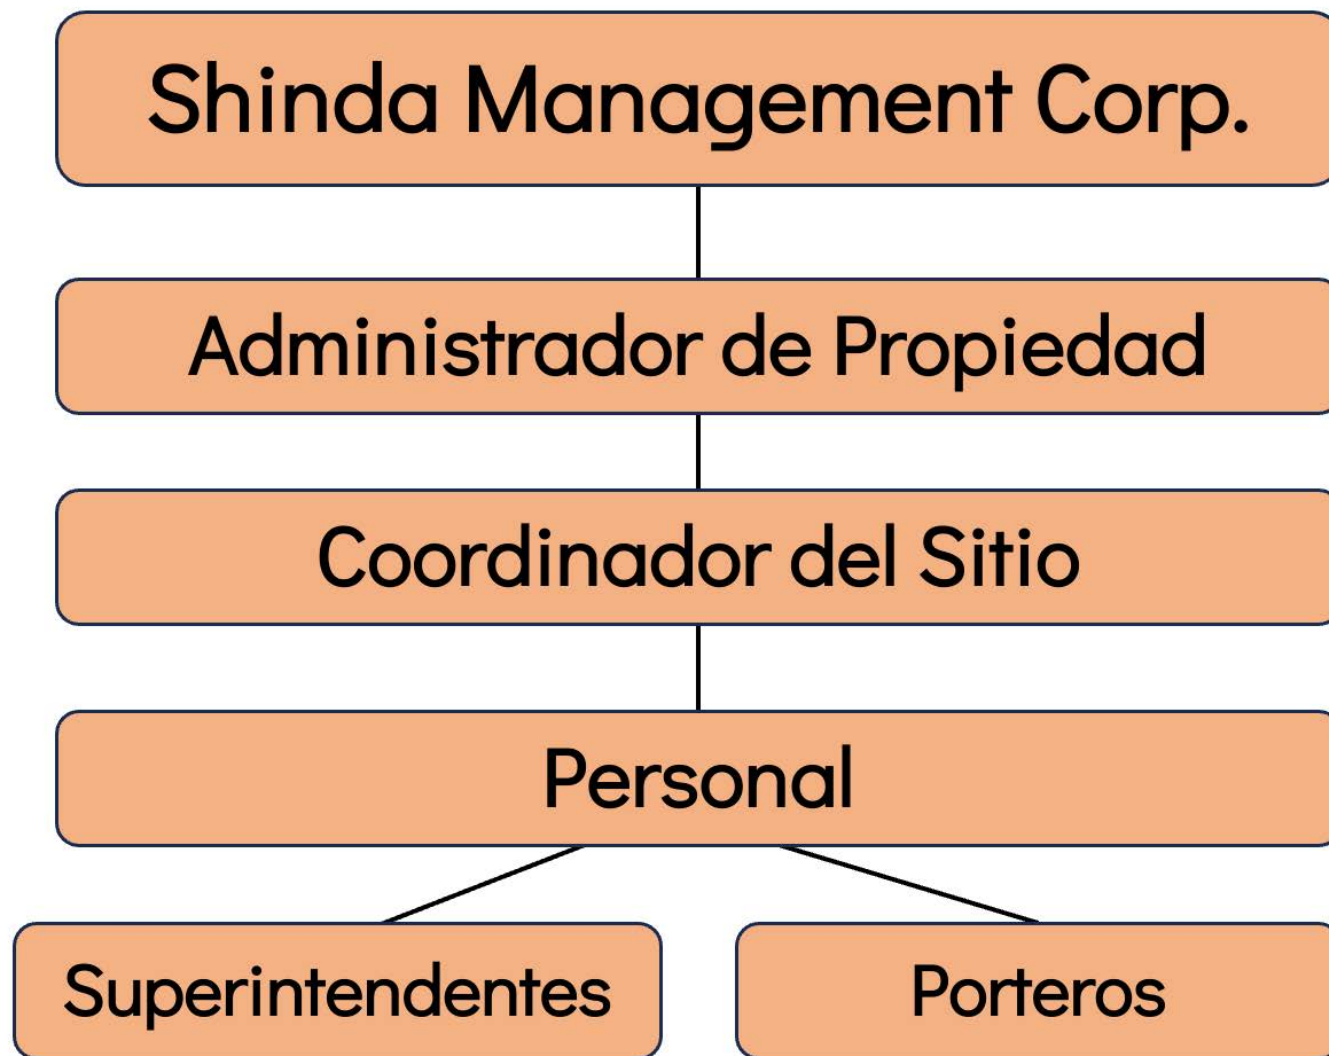 Shinda Management Corp.
Administrador de Propiedad
Coordinador del Sitio
Personal
Superintendentes
Porteros